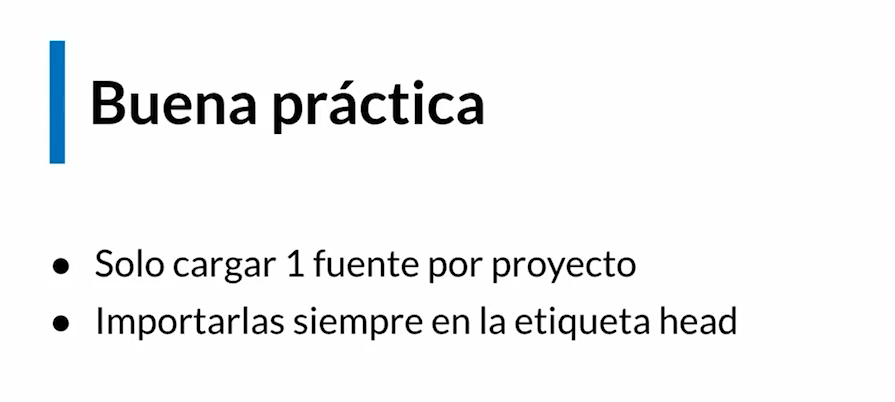 Buena práctica
● Solo cargar 1 fuente por proyecto
● Importarlas siempre en la etiqueta head